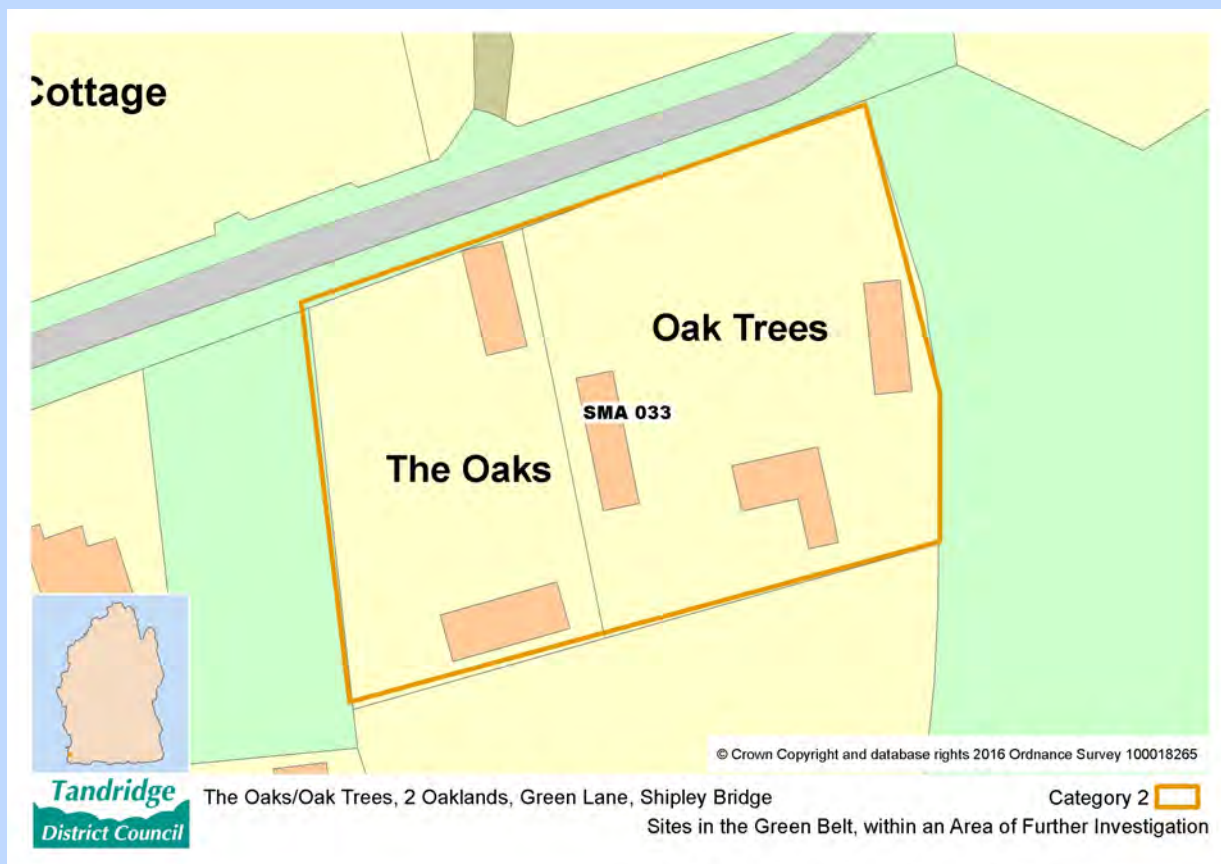 Cottage
Oak Trees
SMA 033
The Oaks
© Crown Copyright and database rights 2016 Ordnance Survey 100018265
Tandridge
District Council
The Oaks/Oak Trees, 2 Oaklands, Green Lane, Shipley Bridge
Category 2
Sites in the Green Belt, within an Area of Further Investigation